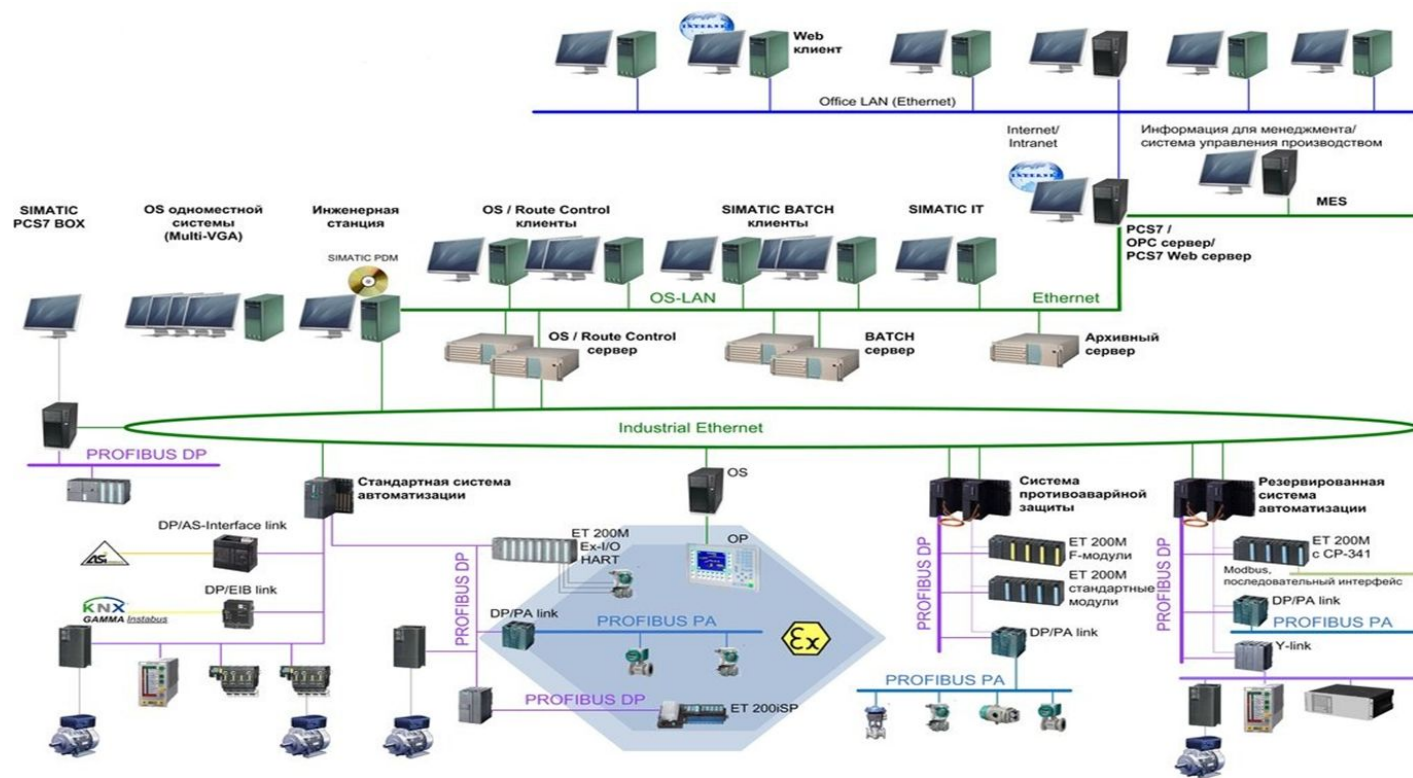 Web
клиент
Office LAN (Ethernet)
Internet/
Intranet
Информация для менеджмента/
система управления производством
MES
PCS7 /
OPC сервер/
PCS7 Web сервер
SIMATIC
PCS7 BOX
OS одноместной
системы
(Multi-VGA)
Инженерная
станция
SIMATIC PDM
OS / Route Control
клиенты
SIMATIC BATCH
клиенты
SIMATIC IT
OS-LAN
Ethernet
OS / Route Control
сервер
BATCH
сервер
Архивный
сервер
Industrial Ethernet
PROFIBUS DP
Стандартная система
автоматизации
OS
Система
противоаварйной
защиты
Резервированная
система
автоматизации
DP/AS-Interface link
ASi
DP/EIB link
KNX
GAMMA Instabus
PROFIBUS DP
ET 200M
Ex-I/O
HART
OP
DP/PA link
PROFIBUS PA
Ex
PROFIBUS DP
ET 200iSP
PROFIBUS DP
ET 200M
F-модули
ET 200M
стандартные
модули
DP/PA link
PROFIBUS PA
PROFIBUS DP
ET 200M
с CP-341
Modbus,
последовательный интерфейс
DP/PA link
PROFIBUS PA
Y-link